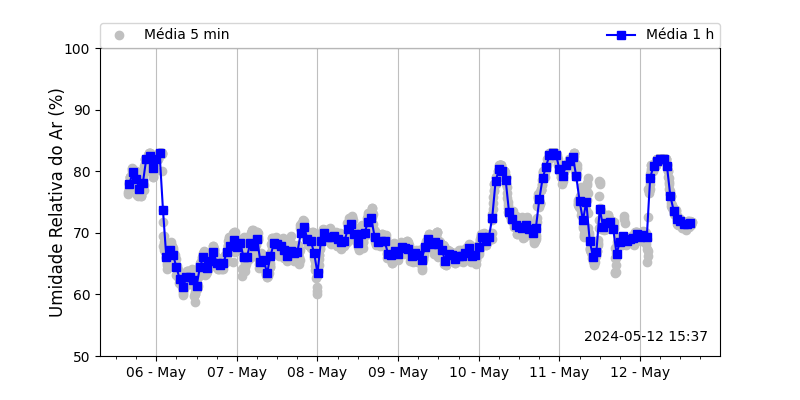 Média 5 min
Média 1 h
Umidade Relativa do Ar (%)
100
90
80
70
60
50
2024-05-12 15:37
06 - May
07 - May
08 - May
09 - May
10 - May
11 - May
12 - May